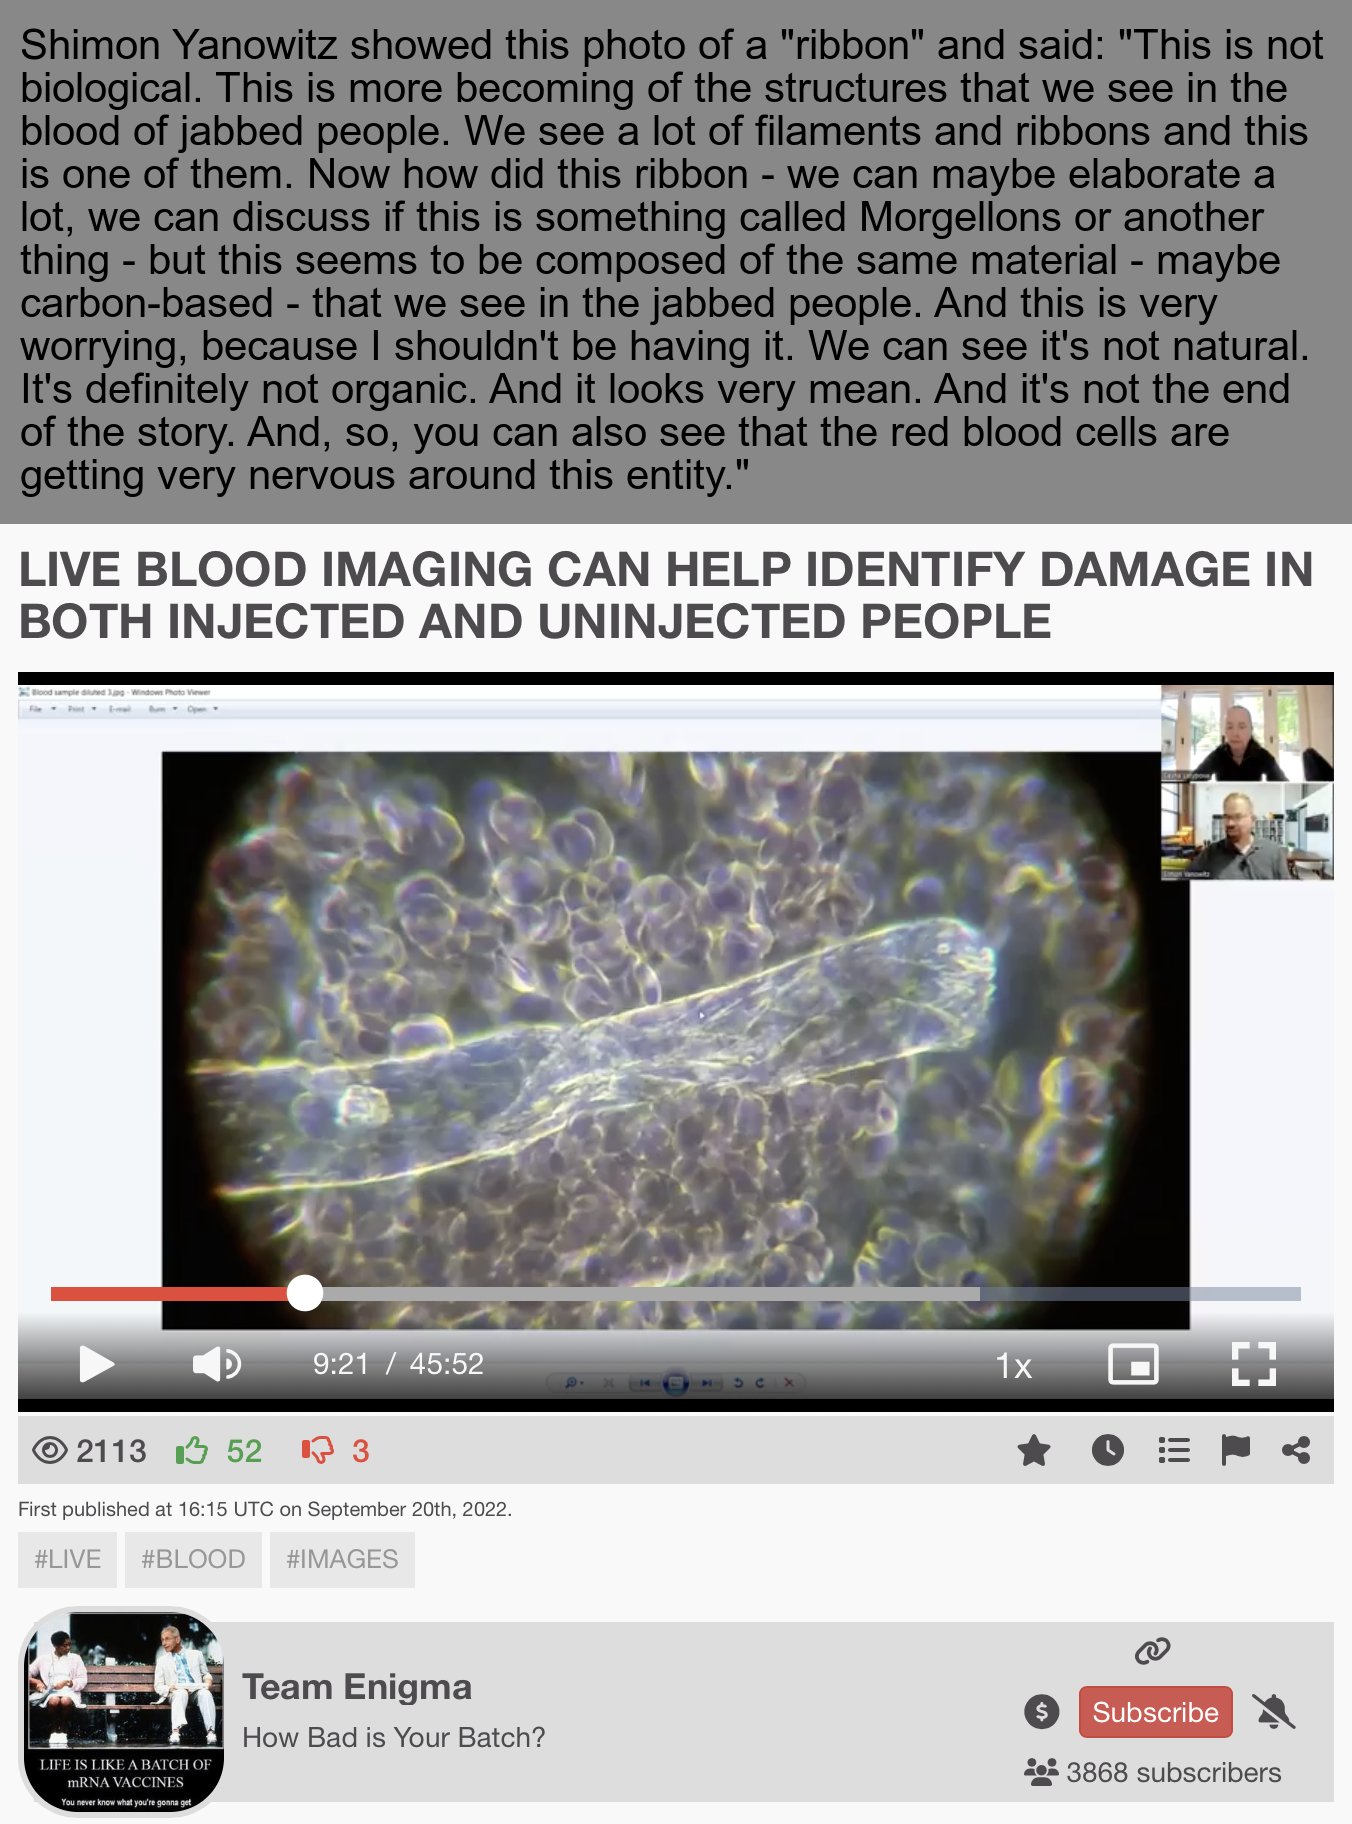 Shimon Yanowitz showed this photo of a "ribbon" and said: "This is not
biological. This is more becoming of the structures that we see in the
blood of jabbed people. We see a lot of filaments and ribbons and this
is one of them. Now how did this ribbon - we can maybe elaborate a
lot, we can discuss if this is something called Morgellons or another
thing - but this seems to be composed of the same material - maybe
carbon-based - that we see in the jabbed people. And this is very
worrying, because I shouldn't be having it. We can see it's not natural.
It's definitely not organic. And it looks very mean. And it's not the end
of the story. And, so, you can also see that the red blood cells are
getting very nervous around this entity."
LIVE BLOOD IMAGING CAN HELP IDENTIFY DAMAGE IN
BOTH INJECTED AND UNINJECTED PEOPLE
Blood sample diluted 3.jpg - Windows Photo Viewer
File Print E-mail Burn Open
Simon Yanowitz
9:21 / 45:52
1x
2113 52 3
First published at 16:15 UTC on September 20th, 2022.
#LIVE #BLOOD #IMAGES
LIFE IS LIKE A BATCH OF
mRNA VACCINES
You never know what you're gonna get
Team Enigma
How Bad is Your Batch?
Subscribe
3868 subscribers